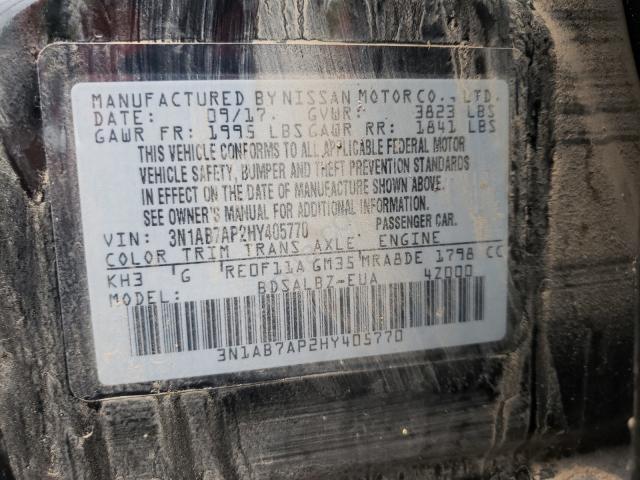 MANUFACTURED BY NISSAN MOTOR CO., LTD.
DATE: 09/17 GVWR: 3823 LBS
GAWR FR: 1995 LBS GAWR RR: 1841 LBS
THIS VEHICLE CONFORMS TO ALL APPLICABLE FEDERAL MOTOR
VEHICLE SAFETY, BUMPER AND THEFT PREVENTION STANDARDS
IN EFFECT ON THE DATE OF MANUFACTURE SHOWN ABOVE.
SEE OWNER'S MANUAL FOR ADDITIONAL INFORMATION.
VIN: 3N1AB7AP2HY405770 PASSENGER CAR.
COLOR TRIM TRANS AXLE ENGINE
KH3 G RE0F11A GM35 MRA8DE 1798 CC
MODEL: BDSALBZ-EUA 4Z000
3N1AB7AP2HY405770